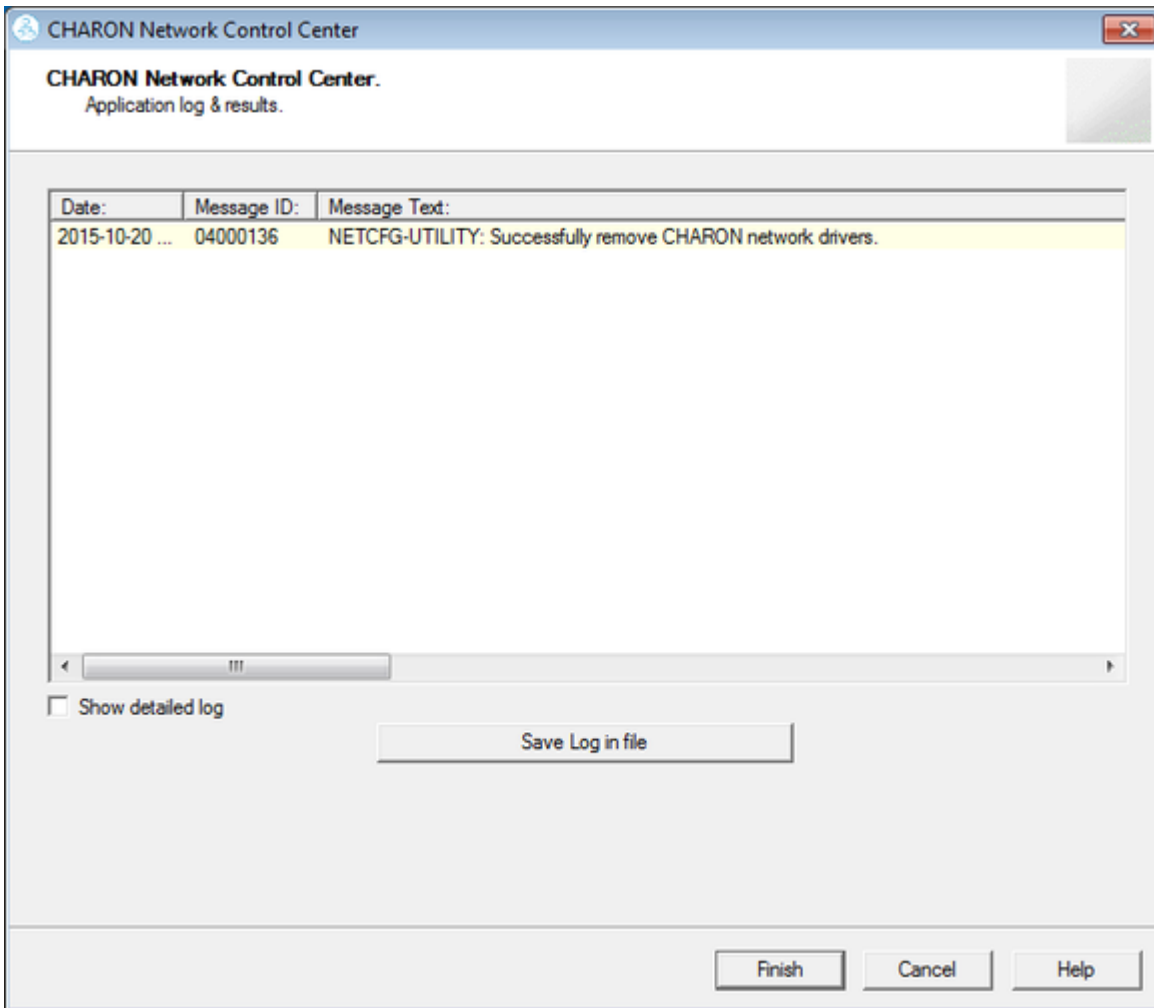 CHARON Network Control Center
CHARON Network Control Center.
Application log & results.
Date: Message ID: Message Text:
2015-10-20 ... 04000136 NETCFG-UTILITY: Successfully remove CHARON network drivers.
Show detailed log
Save Log in file
Finish Cancel Help